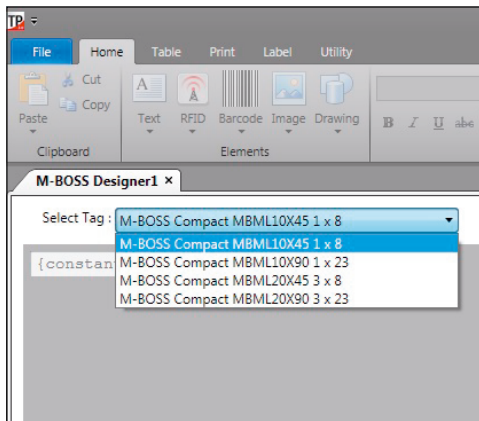 TP
File Home Table Print Label Utility
Cut
Copy
Paste
Text RFID Barcode Image Drawing
B I U abc
Clipboard Elements
M-BOSS Designer1 ×
Select Tag : M-BOSS Compact MBML10X45 1 x 8
M-BOSS Compact MBML10X45 1 x 8
{constan
M-BOSS Compact MBML10X90 1 x 23
M-BOSS Compact MBML20X45 3 x 8
M-BOSS Compact MBML20X90 3 x 23